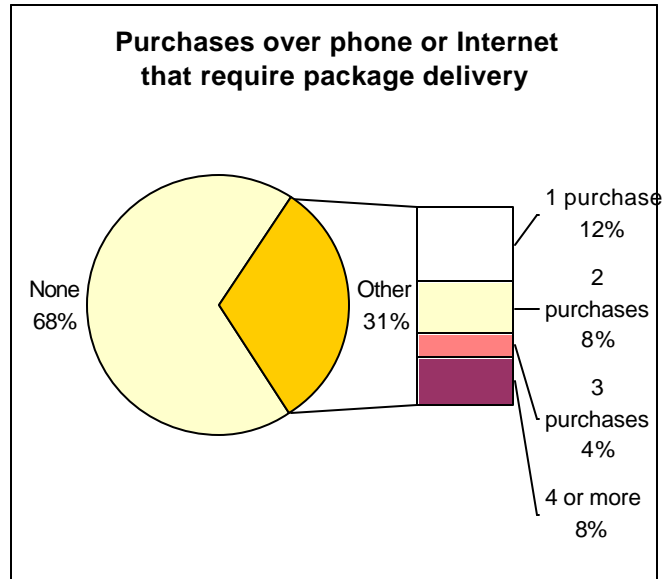 Purchases over phone or Internet
that require package delivery
None
68%
Other
31%
1 purchase
12%
2
purchases
8%
3
purchases
4%
4 or more
8%